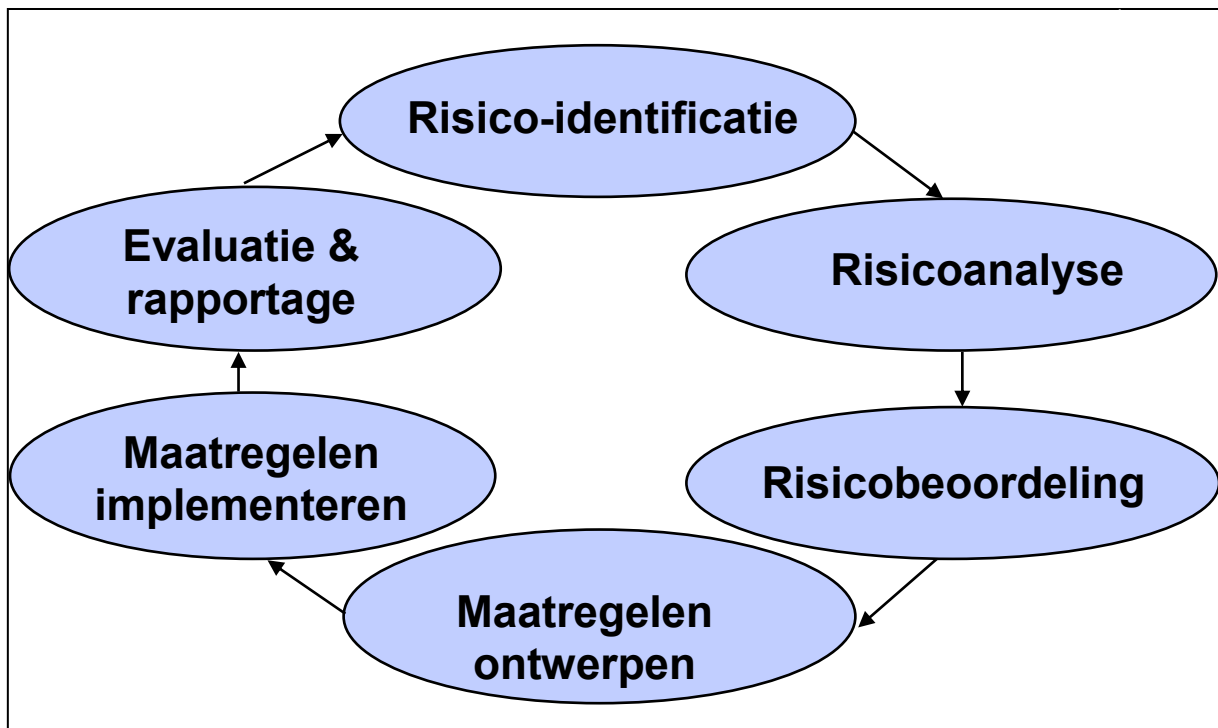 Risico-identificatie
Risicoanalyse
Risicobeoordeling
Maatregelen
ontwerpen
Maatregelen
implementeren
Evaluatie &
rapportage